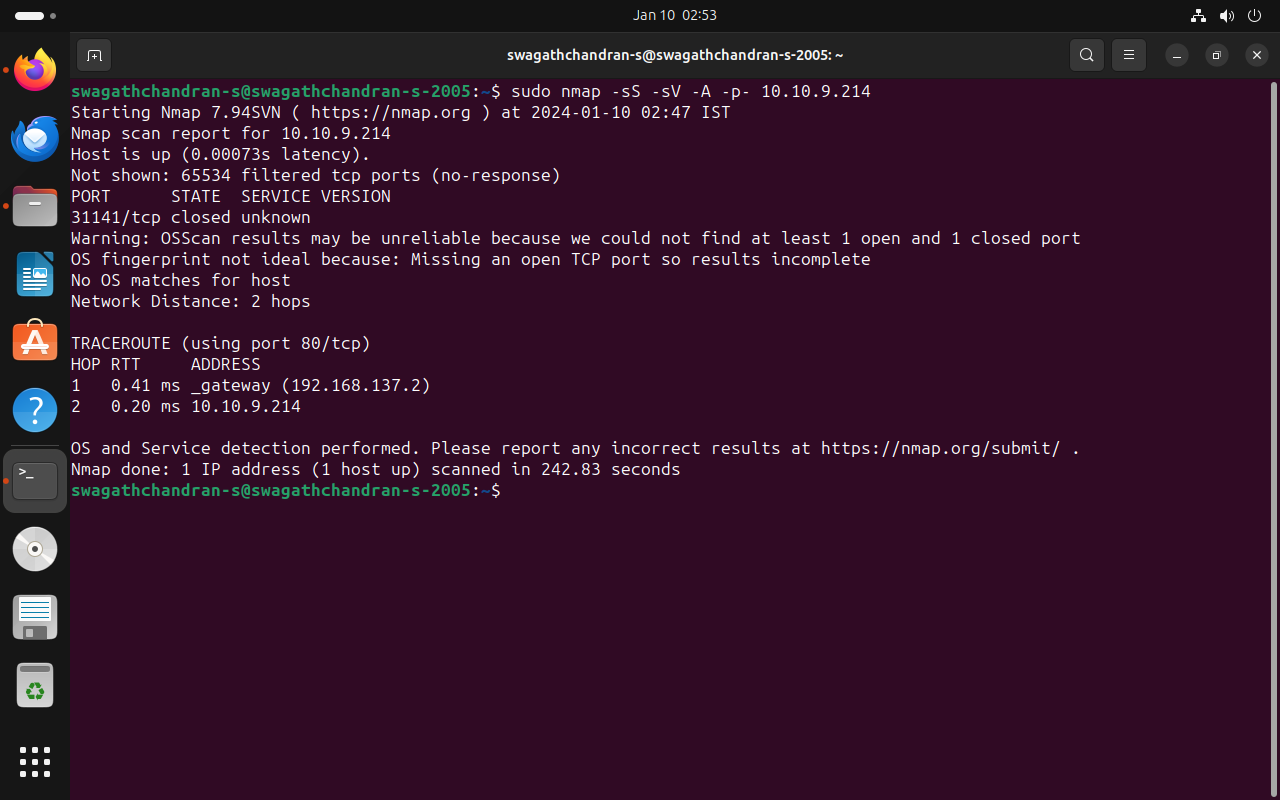 Jan 10 02:53
swagathchandran-s@swagathchandran-s-2005: ~
swagathchandran-s@swagathchandran-s-2005:~$ sudo nmap -sS -sV -A -p- 10.10.9.214
Starting Nmap 7.94SVN ( https://nmap.org ) at 2024-01-10 02:47 IST
Nmap scan report for 10.10.9.214
Host is up (0.00073s latency).
Not shown: 65534 filtered tcp ports (no-response)
PORT      STATE  SERVICE VERSION
31141/tcp closed unknown
Warning: OSScan results may be unreliable because we could not find at least 1 open and 1 closed port
OS fingerprint not ideal because: Missing an open TCP port so results incomplete
No OS matches for host
Network Distance: 2 hops
TRACEROUTE (using port 80/tcp)
HOP RTT     ADDRESS
1   0.41 ms _gateway (192.168.137.2)
2   0.20 ms 10.10.9.214
OS and Service detection performed. Please report any incorrect results at https://nmap.org/submit/ .
Nmap done: 1 IP address (1 host up) scanned in 242.83 seconds
swagathchandran-s@swagathchandran-s-2005:~$